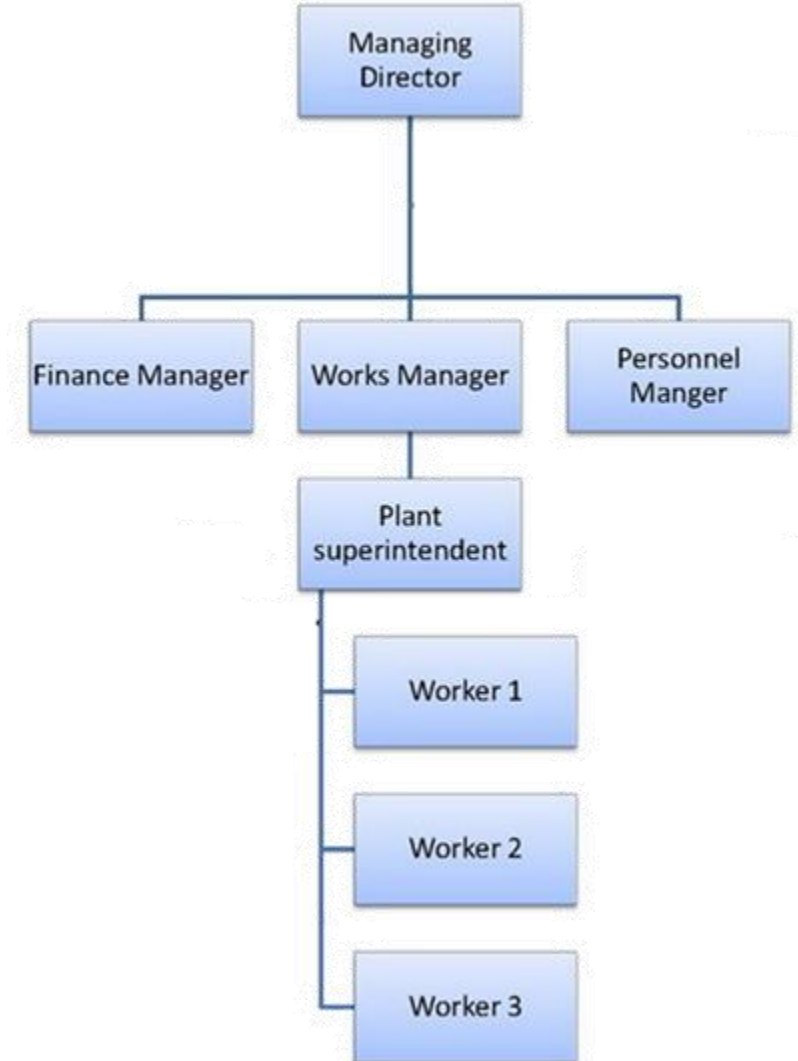 Managing
Director
Finance Manager
Works Manager
Personnel
Manger
Plant
superintendent
Worker 1
Worker 2
Worker 3